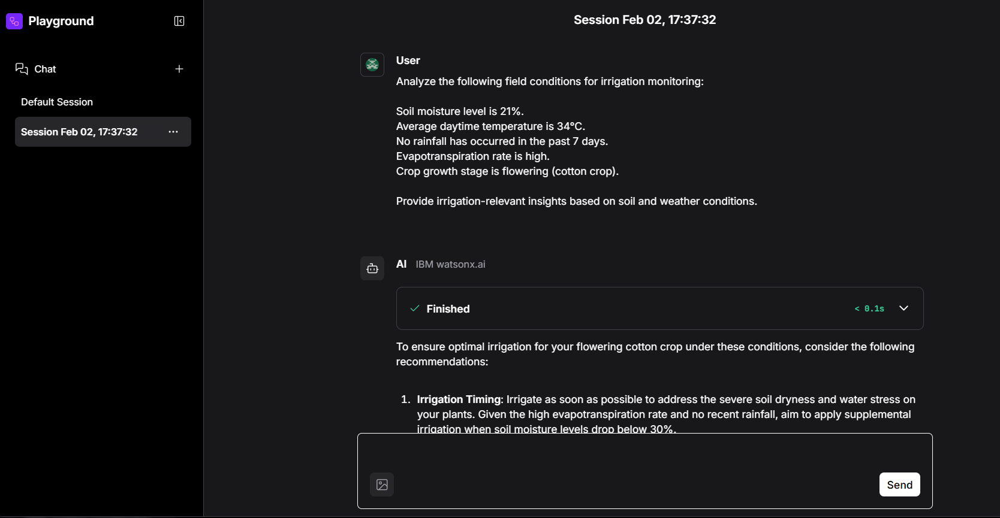 Playground
Chat
Default Session
Session Feb 02, 17:37:32
Session Feb 02, 17:37:32
User
Analyze the following field conditions for irrigation monitoring:
Soil moisture level is 21%.
Average daytime temperature is 34°C.
No rainfall has occurred in the past 7 days.
Evapotranspiration rate is high.
Crop growth stage is flowering (cotton crop).
Provide irrigation-relevant insights based on soil and weather conditions.
AI IBM watsonx.ai
Finished < 0.1s
To ensure optimal irrigation for your flowering cotton crop under these conditions, consider the following
recommendations:
1. Irrigation Timing: Irrigate as soon as possible to address the severe soil dryness and water stress on
your plants. Given the high evapotranspiration rate and no recent rainfall, aim to apply supplemental
irrigation when soil moisture levels drop below 30%.
Send